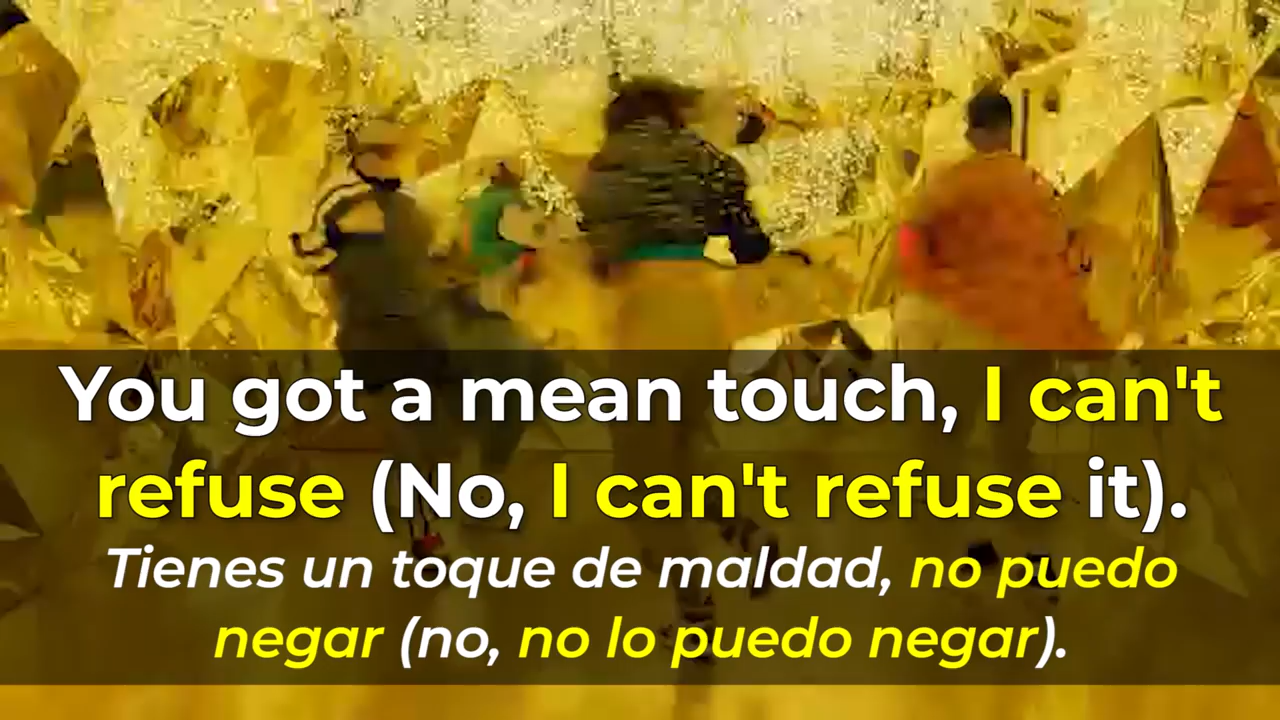 You got a mean touch, I can't
refuse (No, I can't refuse it).
Tienes un toque de maldad, no puedo
negar (no, no lo puedo negar).